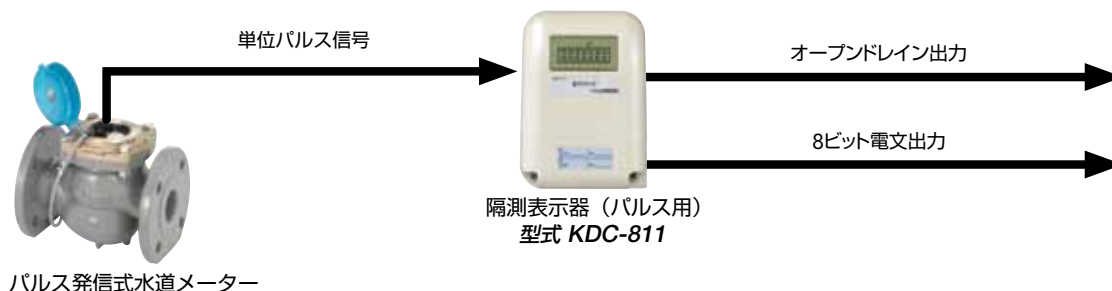 単位パルス信号
オープンドレイン出力
8ビット電文出力
隔測表示器（パルス用）
型式 KDC-811
パルス発信式水道メーター